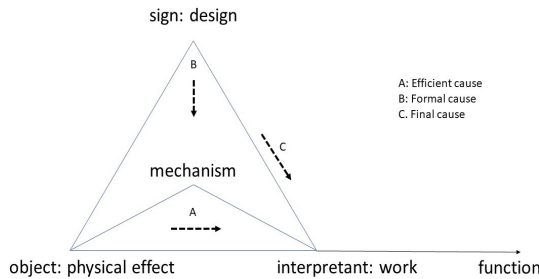 sign: design
B
A: Efficient cause
B: Formal cause
C. Final cause
C
mechanism
A
object: physical effect
interpretant: work
function